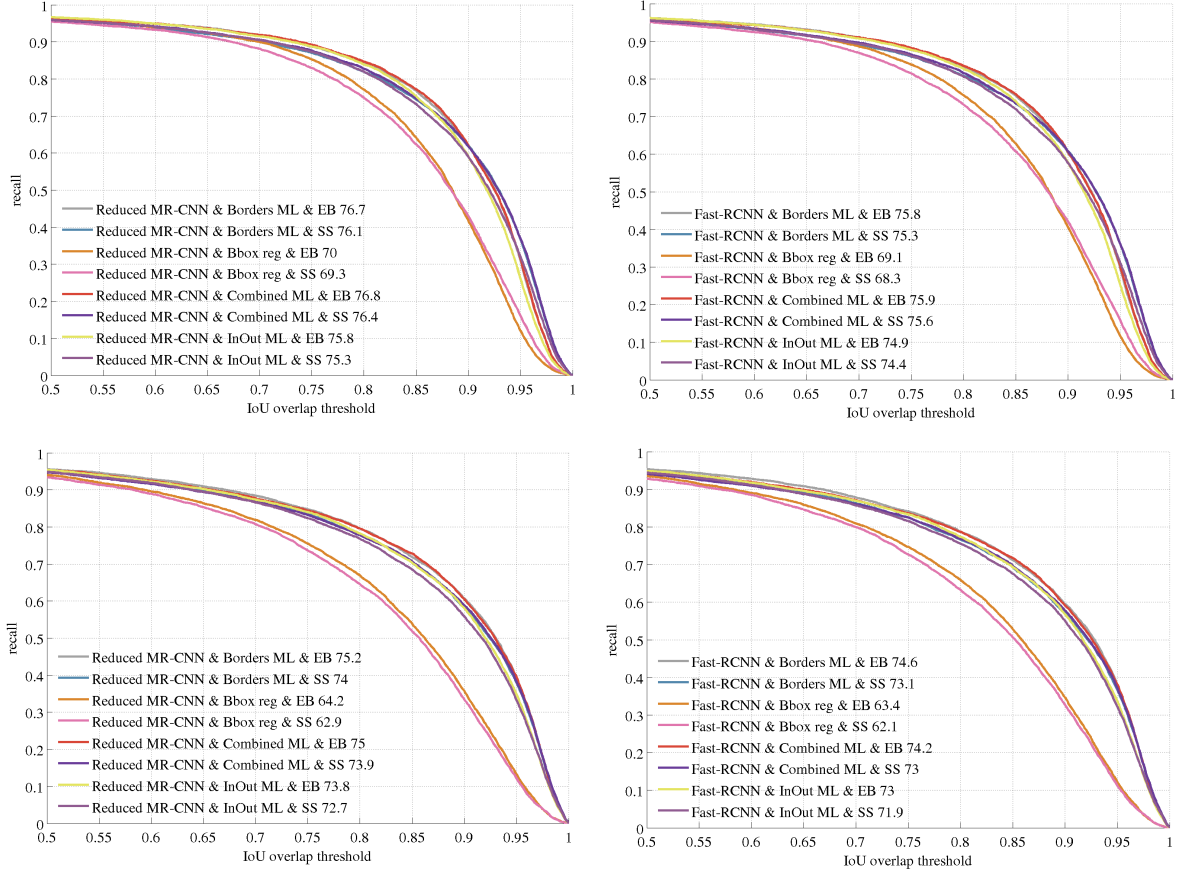 1
0.9
0.8
0.7
0.6
0.5
0.4
0.3
0.2
0.1
0
recall
Reduced MR-CNN & Borders ML & EB 76.7
Reduced MR-CNN & Borders ML & SS 76.1
Reduced MR-CNN & Bbox reg & EB 70
Reduced MR-CNN & Bbox reg & SS 69.3
Reduced MR-CNN & Combined ML & EB 76.8
Reduced MR-CNN & Combined ML & SS 76.4
Reduced MR-CNN & InOut ML & EB 75.8
Reduced MR-CNN & InOut ML & SS 75.3
0.5 0.55 0.6 0.65 0.7 0.75 0.8 0.85 0.9 0.95 1
IoU overlap threshold
1
0.9
0.8
0.7
0.6
0.5
0.4
0.3
0.2
0.1
0
recall
Fast-RCNN & Borders ML & EB 75.8
Fast-RCNN & Borders ML & SS 75.3
Fast-RCNN & Bbox reg & EB 69.1
Fast-RCNN & Bbox reg & SS 68.3
Fast-RCNN & Combined ML & EB 75.9
Fast-RCNN & Combined ML & SS 75.6
Fast-RCNN & InOut ML & EB 74.9
Fast-RCNN & InOut ML & SS 74.4
0.5 0.55 0.6 0.65 0.7 0.75 0.8 0.85 0.9 0.95 1
IoU overlap threshold
1
0.9
0.8
0.7
0.6
0.5
0.4
0.3
0.2
0.1
0
recall
Reduced MR-CNN & Borders ML & EB 75.2
Reduced MR-CNN & Borders ML & SS 74
Reduced MR-CNN & Bbox reg & EB 64.2
Reduced MR-CNN & Bbox reg & SS 62.9
Reduced MR-CNN & Combined ML & EB 75
Reduced MR-CNN & Combined ML & SS 73.9
Reduced MR-CNN & InOut ML & EB 73.8
Reduced MR-CNN & InOut ML & SS 72.7
0.5 0.55 0.6 0.65 0.7 0.75 0.8 0.85 0.9 0.95 1
IoU overlap threshold
1
0.9
0.8
0.7
0.6
0.5
0.4
0.3
0.2
0.1
0
recall
Fast-RCNN & Borders ML & EB 74.6
Fast-RCNN & Borders ML & SS 73.1
Fast-RCNN & Bbox reg & EB 63.4
Fast-RCNN & Bbox reg & SS 62.1
Fast-RCNN & Combined ML & EB 74.2
Fast-RCNN & Combined ML & SS 73
Fast-RCNN & InOut ML & EB 73
Fast-RCNN & InOut ML & SS 71.9
0.5 0.55 0.6 0.65 0.7 0.75 0.8 0.85 0.9 0.95 1
IoU overlap threshold